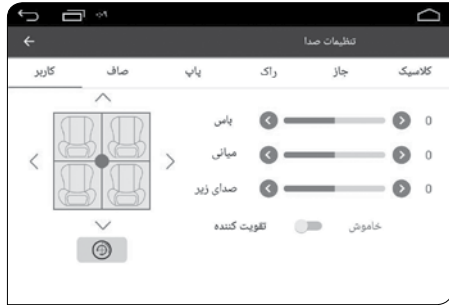 تنظیمات صدا
کلاسیک جاز راک پاپ صاف کاربر
باس 0
میانی 0
صدای زیر 0
تقویت کننده خاموش